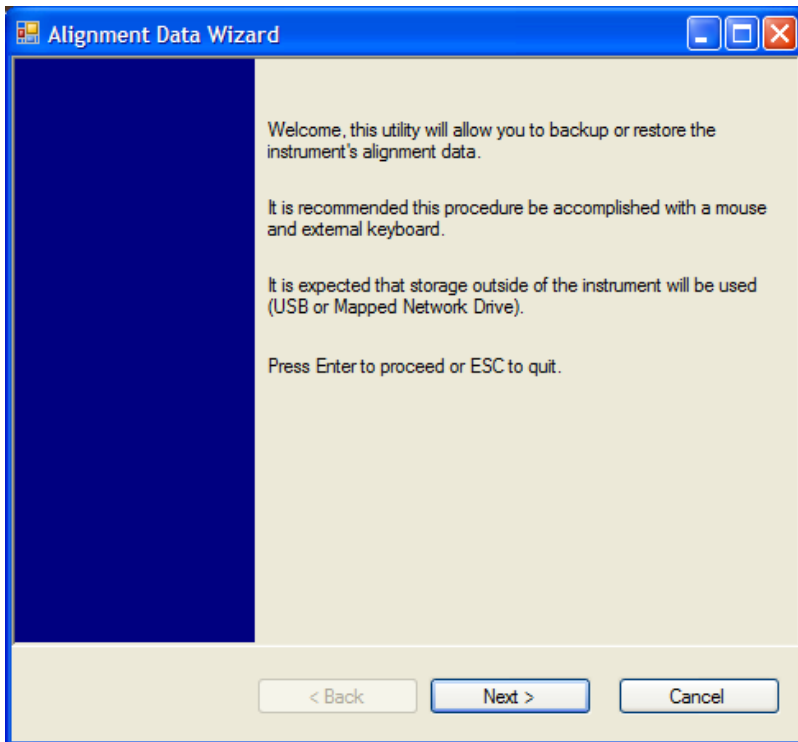 Alignment Data Wizard
Welcome, this utility will allow you to backup or restore the
instrument's alignment data.
It is recommended this procedure be accomplished with a mouse
and external keyboard.
It is expected that storage outside of the instrument will be used
(USB or Mapped Network Drive).
Press Enter to proceed or ESC to quit.
< Back
Next >
Cancel